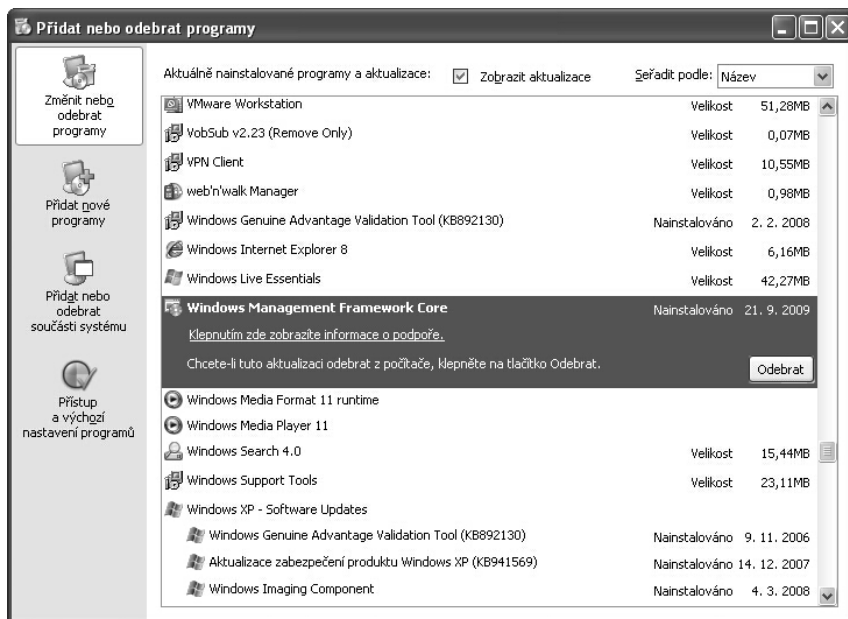 Přidat nebo odebrat programy
Změnit nebo
odebrat
programy
Přidat nové
programy
Přidat nebo
odebrat
součásti systému
Přístup
a výchozí
nastavení programů
Aktuálně nainstalované programy a aktualizace: Zobrazit aktualizace Seřadit podle: Název
VMware Workstation Velikost 51,28MB
VobSub v2.23 (Remove Only) Velikost 0,07MB
VPN Client Velikost 10,55MB
web'n'walk Manager Velikost 0,98MB
Windows Genuine Advantage Validation Tool (KB892130) Nainstalováno 2. 2. 2008
Windows Internet Explorer 8 Velikost 6,16MB
Windows Live Essentials Velikost 42,27MB
Windows Management Framework Core Nainstalováno 21. 9. 2009
Klepnutím zde zobrazíte informace o podpoře.
Chcete-li tuto aktualizaci odebrat z počítače, klepněte na tlačítko Odebrat. Odebrat
Windows Media Format 11 runtime
Windows Media Player 11
Windows Search 4.0 Velikost 15,44MB
Windows Support Tools Velikost 23,11MB
Windows XP - Software Updates
Windows Genuine Advantage Validation Tool (KB892130) Nainstalováno 9. 11. 2006
Aktualizace zabezpečení produktu Windows XP (KB941569) Nainstalováno 14. 12. 2007
Windows Imaging Component Nainstalováno 4. 3. 2008